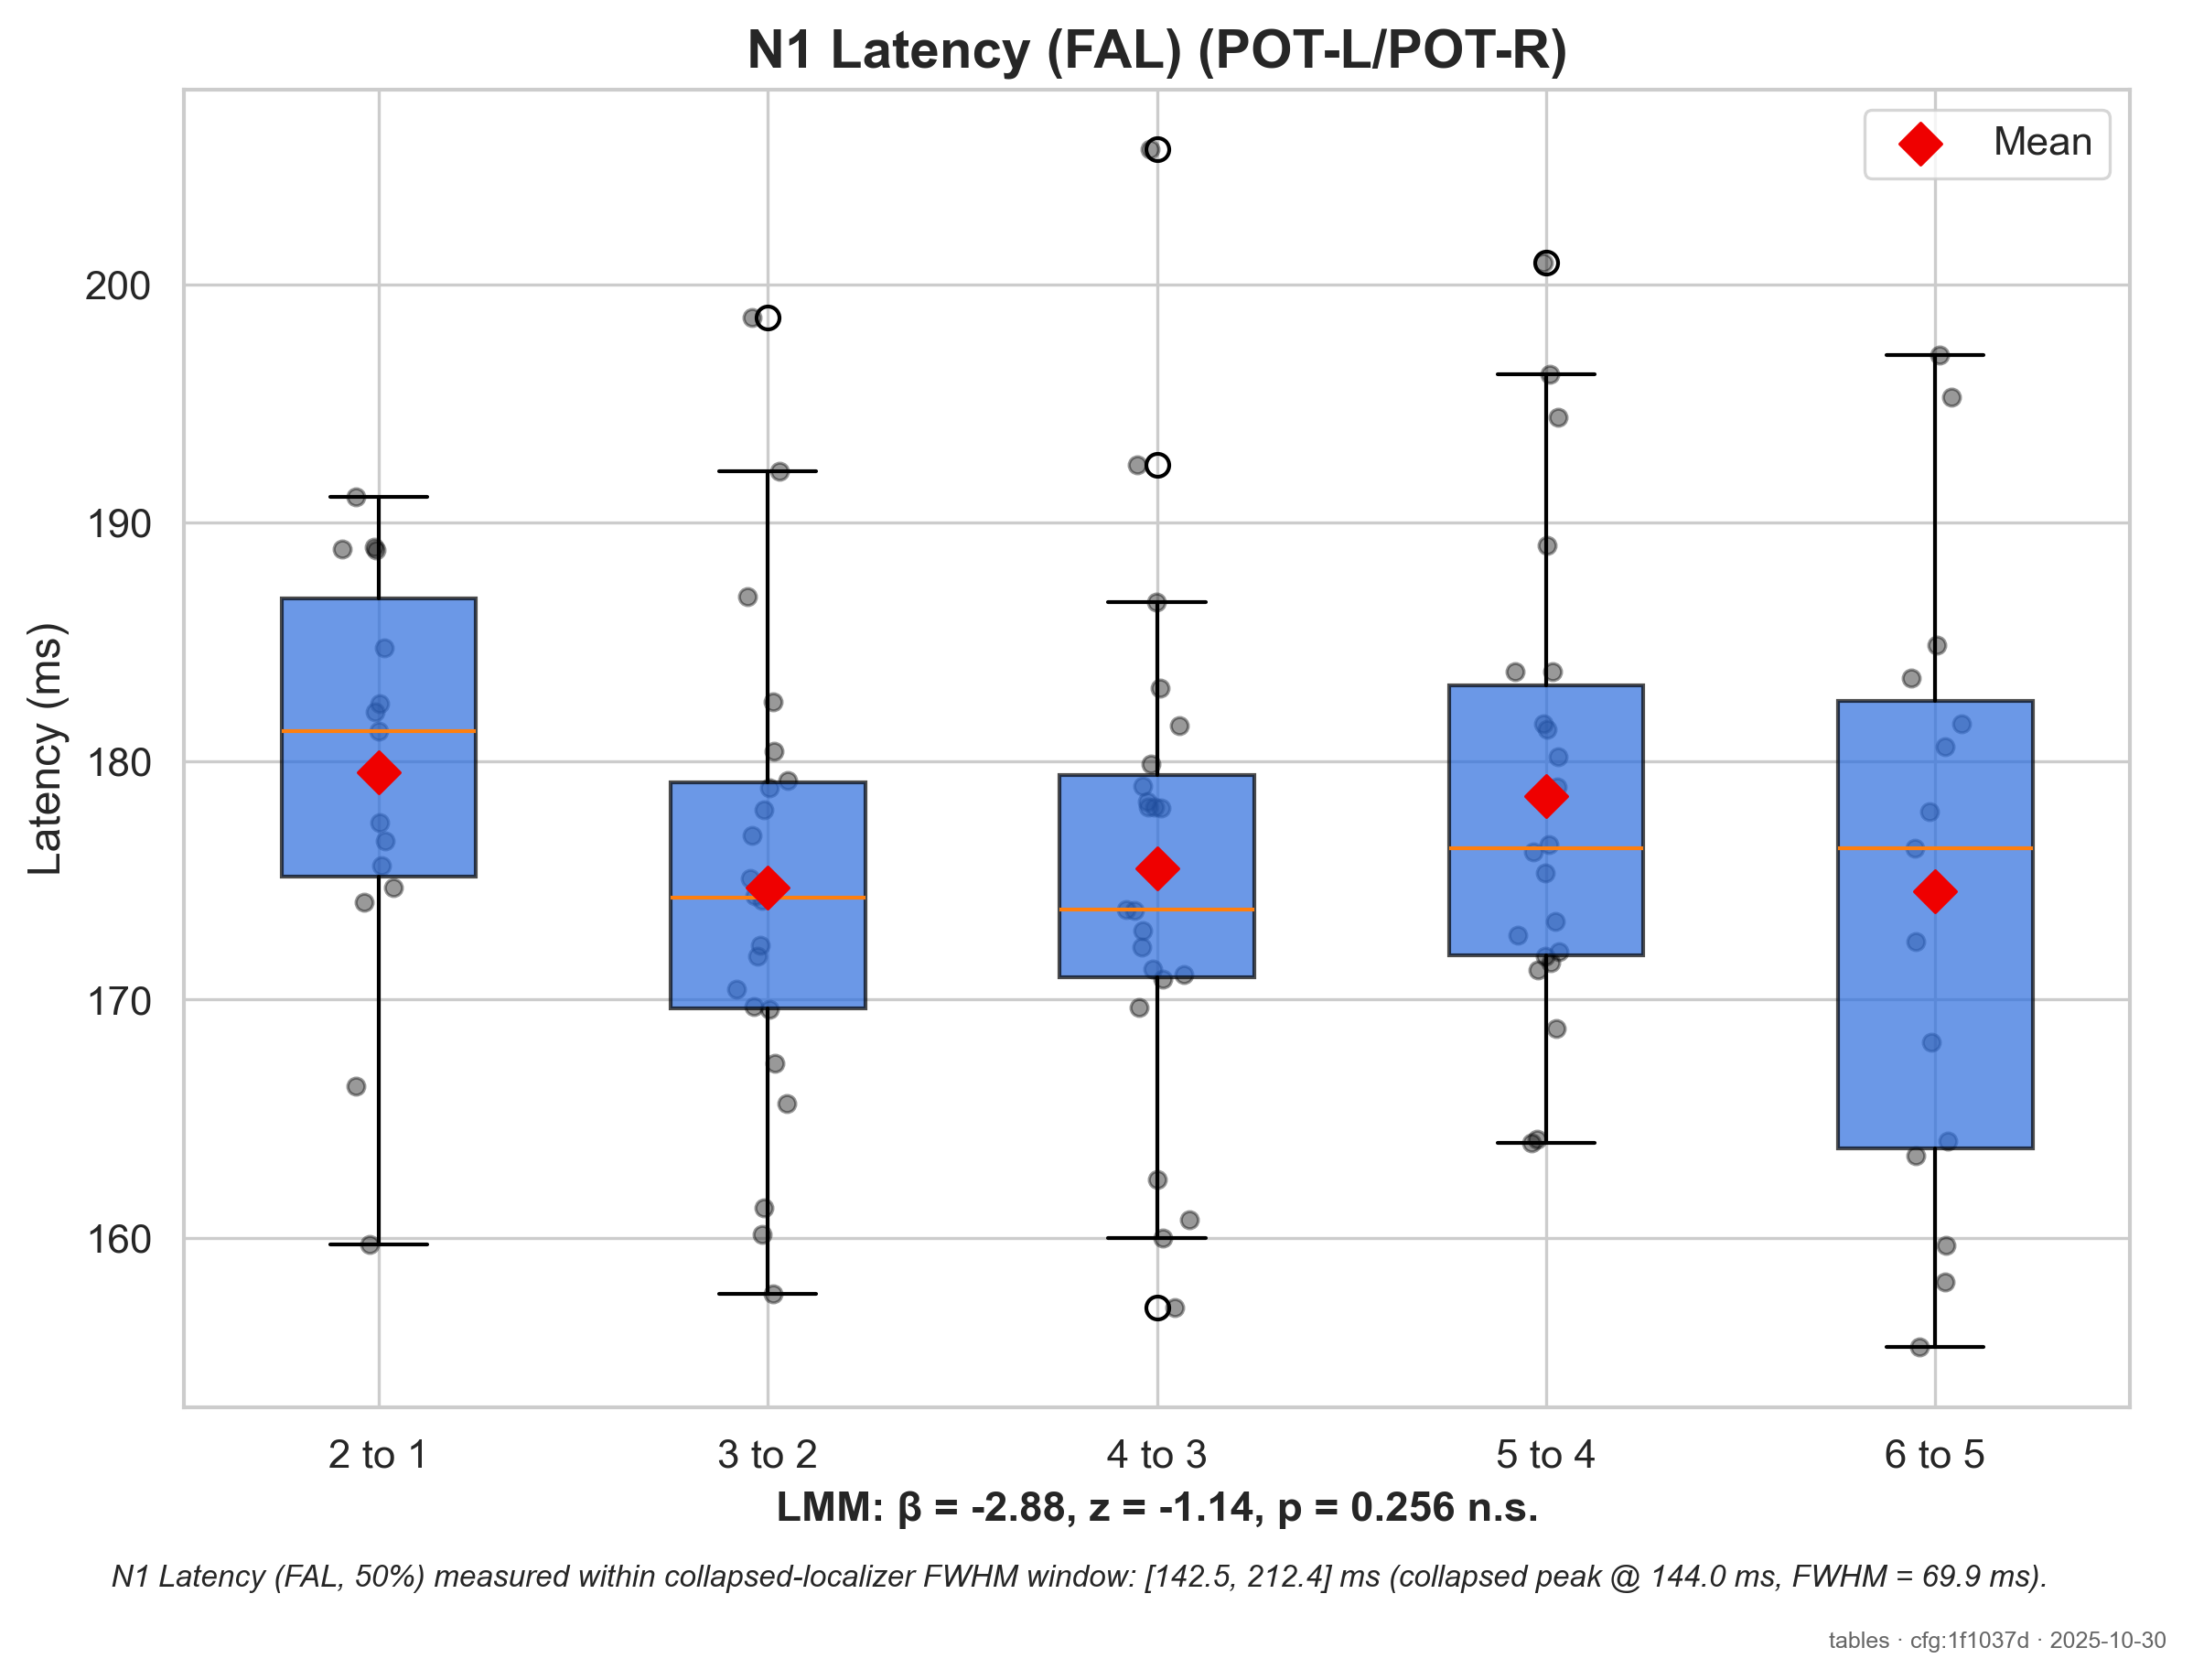 N1 Latency (FAL) (POT-L/POT-R)
Mean
Latency (ms)
200
190
180
170
160
2 to 1
3 to 2
4 to 3
5 to 4
6 to 5
LMM: β = -2.88, z = -1.14, p = 0.256 n.s.
N1 Latency (FAL, 50%) measured within collapsed-localizer FWHM window: [142.5, 212.4] ms (collapsed peak @ 144.0 ms, FWHM = 69.9 ms).
tables · cfg:1f1037d · 2025-10-30